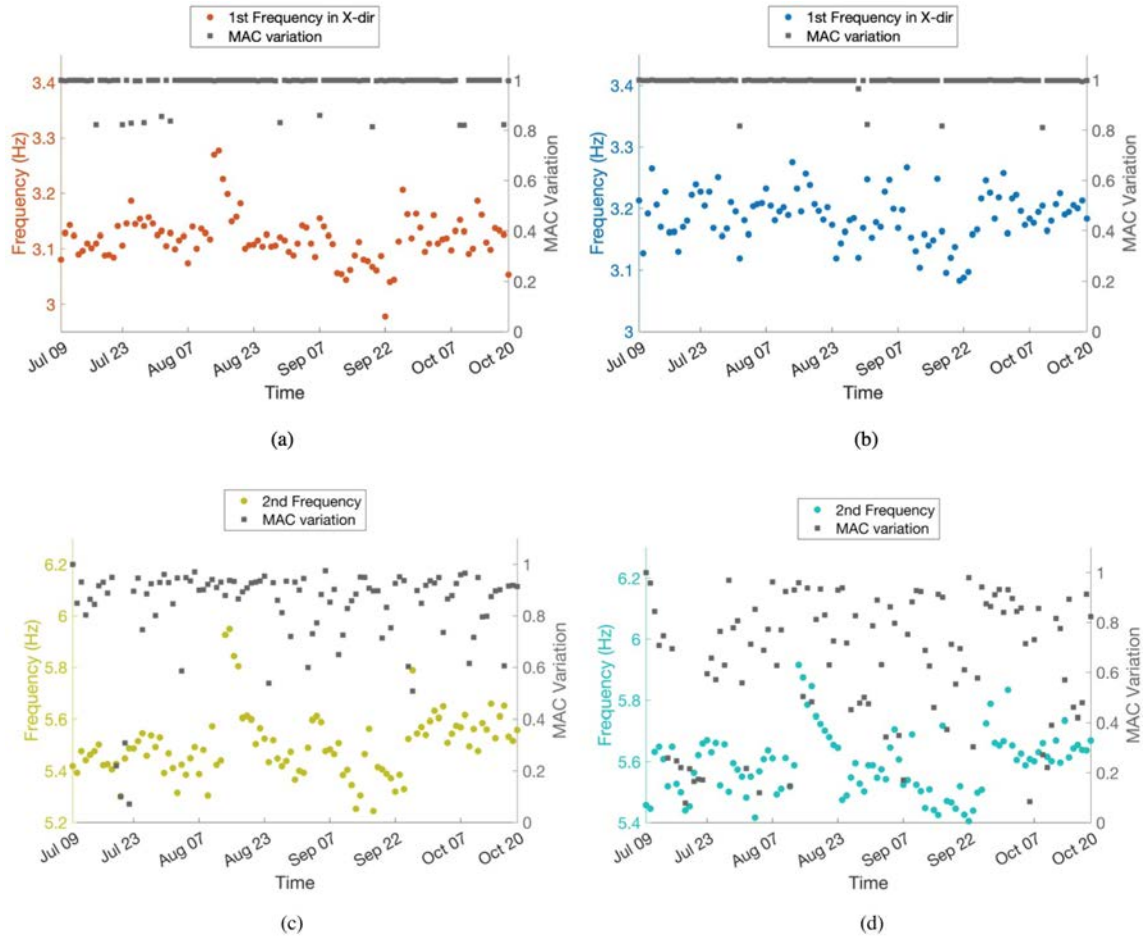 1st Frequency in X-dir
MAC variation
3.4
3.3
3.2
3.1
3
Frequency (Hz)
1
0.8
0.6
0.4
0.2
0
MAC Variation
Jul 09
Jul 23
Aug 07
Aug 23
Sep 07
Sep 22
Oct 07
Oct 20
Time
(a)
1st Frequency in X-dir
MAC variation
3.4
3.3
3.2
3.1
3
Frequency (Hz)
1
0.8
0.6
0.4
0.2
0
MAC Variation
Jul 09
Jul 23
Aug 07
Aug 23
Sep 07
Sep 22
Oct 07
Oct 20
Time
(b)
2nd Frequency
MAC variation
6.2
6
5.8
5.6
5.4
5.2
Frequency (Hz)
1
0.8
0.6
0.4
0.2
0
MAC Variation
Jul 09
Jul 23
Aug 07
Aug 23
Sep 07
Sep 22
Oct 07
Oct 20
Time
(c)
2nd Frequency
MAC variation
6.2
6
5.8
5.6
5.4
Frequency (Hz)
1
0.8
0.6
0.4
0.2
0
MAC Variation
Jul 09
Jul 23
Aug 07
Aug 23
Sep 07
Sep 22
Oct 07
Oct 20
Time
(d)